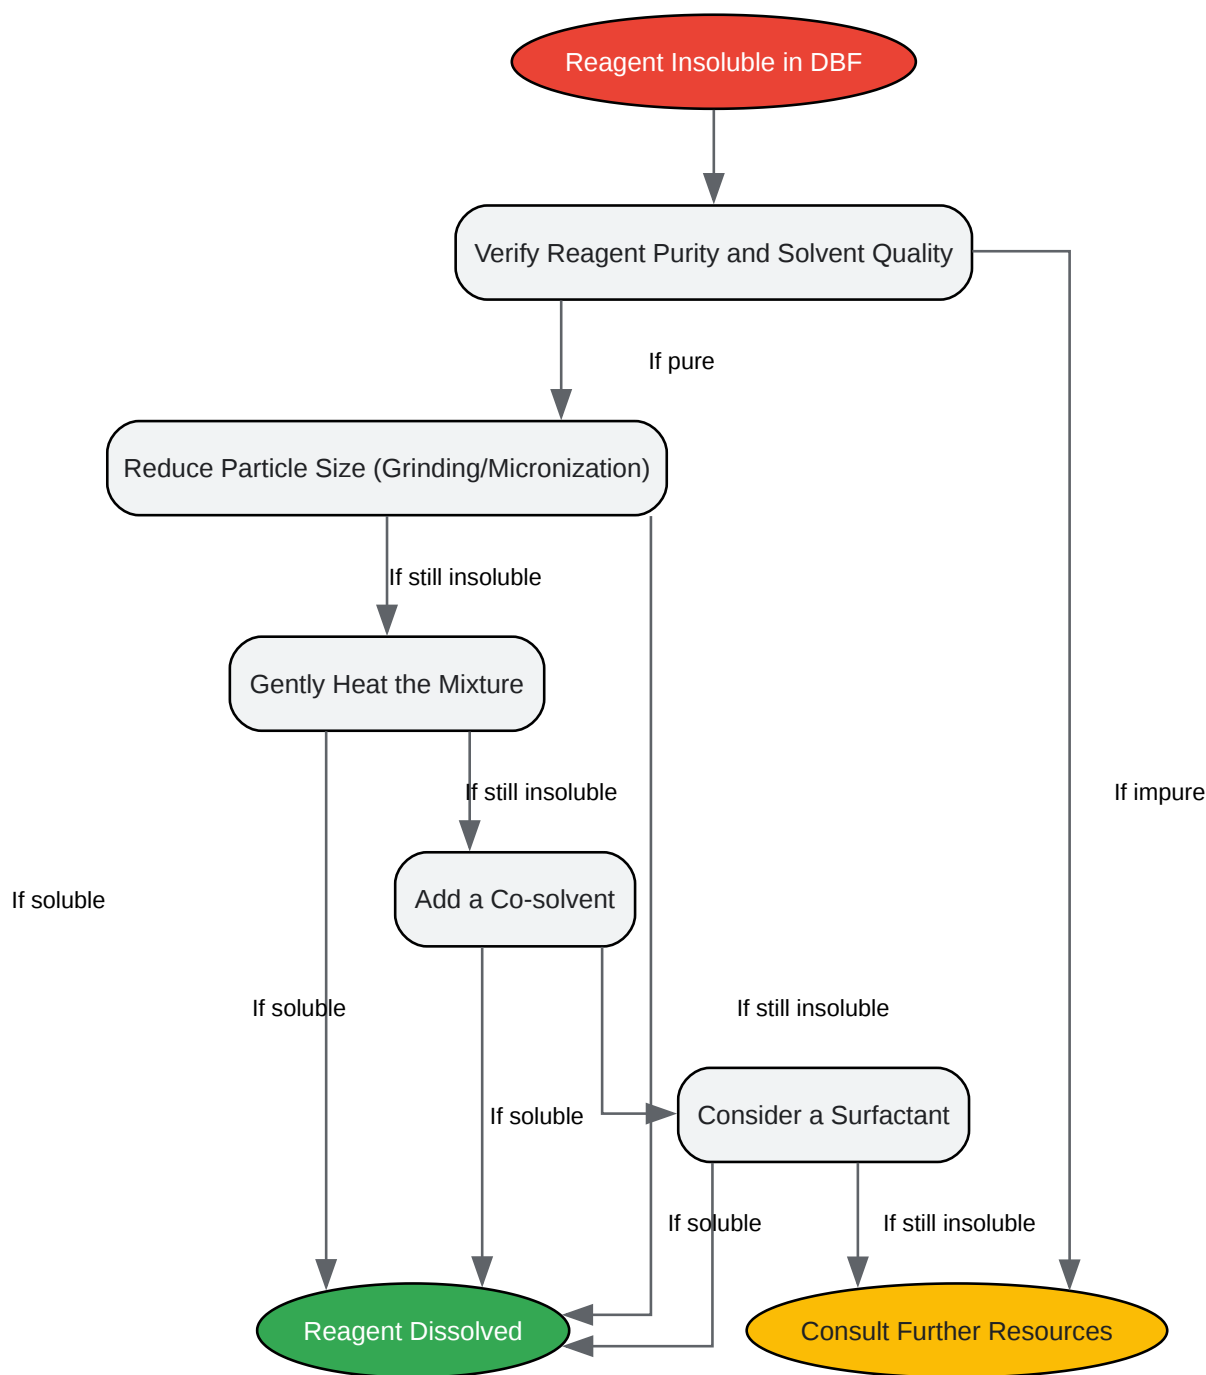 Reagent Insoluble in DBF
Verify Reagent Purity and Solvent Quality
If pure
Reduce Particle Size (Grinding/Micronization)
If still insoluble
Gently Heat the Mixture
If still insoluble
If impure
Add a Co-solvent
If soluble
If soluble
If still insoluble
If soluble
Consider a Surfactant
If soluble
If still insoluble
Reagent Dissolved
Consult Further Resources